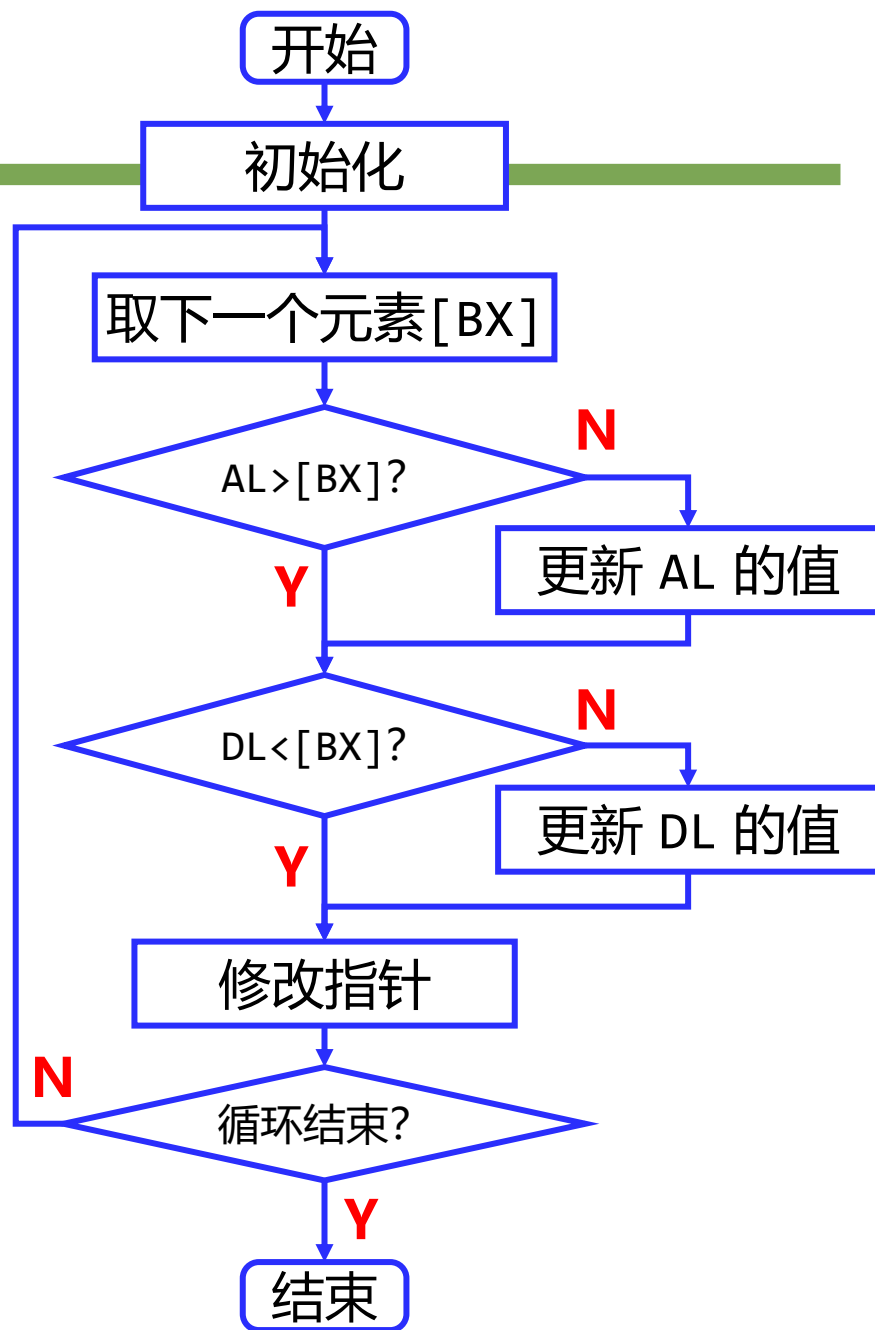 开始
初始化
取下一个元素[BX]
AL>[BX]?
N
Y
更新 AL 的值
DL<[BX]?
N
Y
更新 DL 的值
修改指针
N
循环结束?
Y
结束